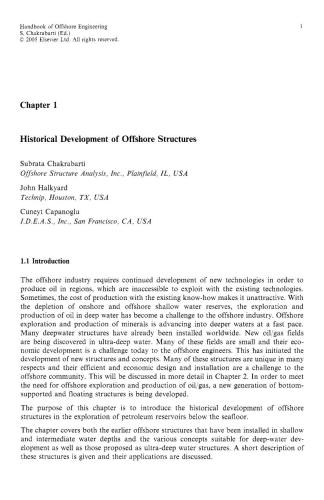 Handbook of Offshore Engineering
S. Chakrabarti (Ed.)
© 2005 Elsevier Ltd. All rights reserved.
1
Chapter 1
Historical Development of Offshore Structures
Subrata Chakrabarti
Offshore Structure Analysis, Inc., Plainfield, IL, USA
John Halkyard
Technip, Houston, TX, USA
Cuneyt Capanoglu
I.D.E.A.S., Inc., San Francisco, CA, USA
1.1 Introduction
The offshore industry requires continued development of new technologies in order to
produce oil in regions, which are inaccessible to exploit with the existing technologies.
Sometimes, the cost of production with the existing know-how makes it unattractive. With
the depletion of onshore and offshore shallow water reserves, the exploration and
production of oil in deep water has become a challenge to the offshore industry. Offshore
exploration and production of minerals is advancing into deeper waters at a fast pace.
Many deepwater structures have already been installed worldwide. New oil/gas fields
are being discovered in ultra-deep water. Many of these fields are small and their eco-
nomic development is a challenge today to the offshore engineers. This has initiated the
development of new structures and concepts. Many of these structures are unique in many
respects and their efficient and economic design and installation are a challenge to the
offshore community. This will be discussed in more detail in Chapter 2. In order to meet
the need for offshore exploration and production of oil/gas, a new generation of bottom-
supported and floating structures is being developed.
The purpose of this chapter is to introduce the historical development of offshore
structures in the exploration of petroleum reservoirs below the seafloor.
The chapter covers both the earlier offshore structures that have been installed in shallow
and intermediate water depths and the various concepts suitable for deep-water dev-
elopment as well as those proposed as ultra-deep water structures. A short description of
these structures is given and their applications are discussed.